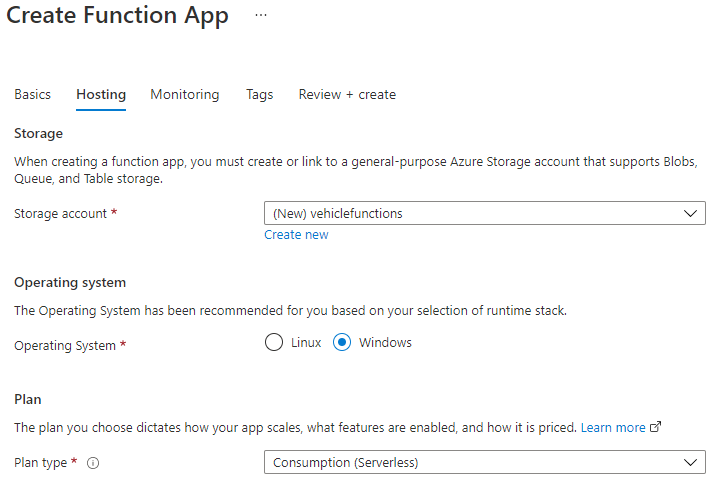 Create Function App ...
Basics Hosting Monitoring Tags Review + create
Storage
When creating a function app, you must create or link to a general-purpose Azure Storage account that supports Blobs,
Queue, and Table storage.
Storage account * (New) vehiclefunctions
Create new
Operating system
The Operating System has been recommended for you based on your selection of runtime stack.
Operating System * Linux Windows
Plan
The plan you choose dictates how your app scales, what features are enabled, and how it is priced. Learn more
Plan type * Consumption (Serverless)